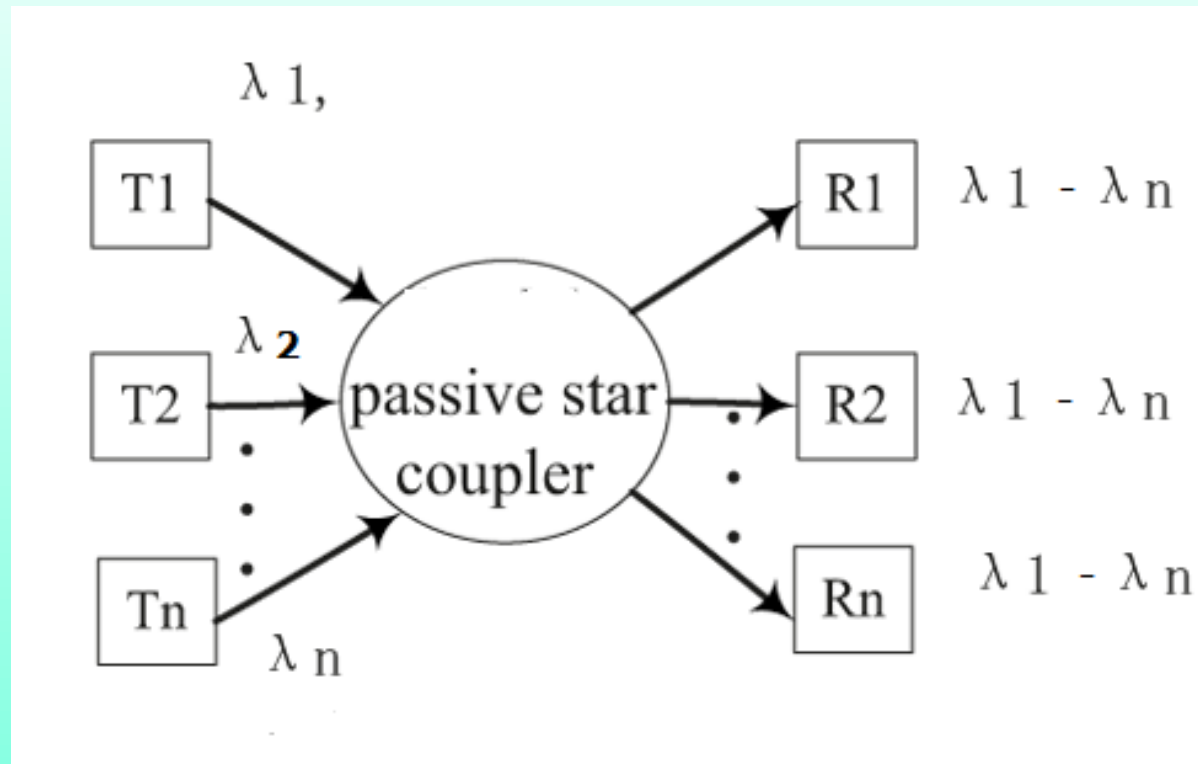 λ 1,
T1
R1
λ 1 - λ n
λ 2
T2
passive star
coupler
R2
λ 1 - λ n
Tn
λ n
Rn
λ 1 - λ n